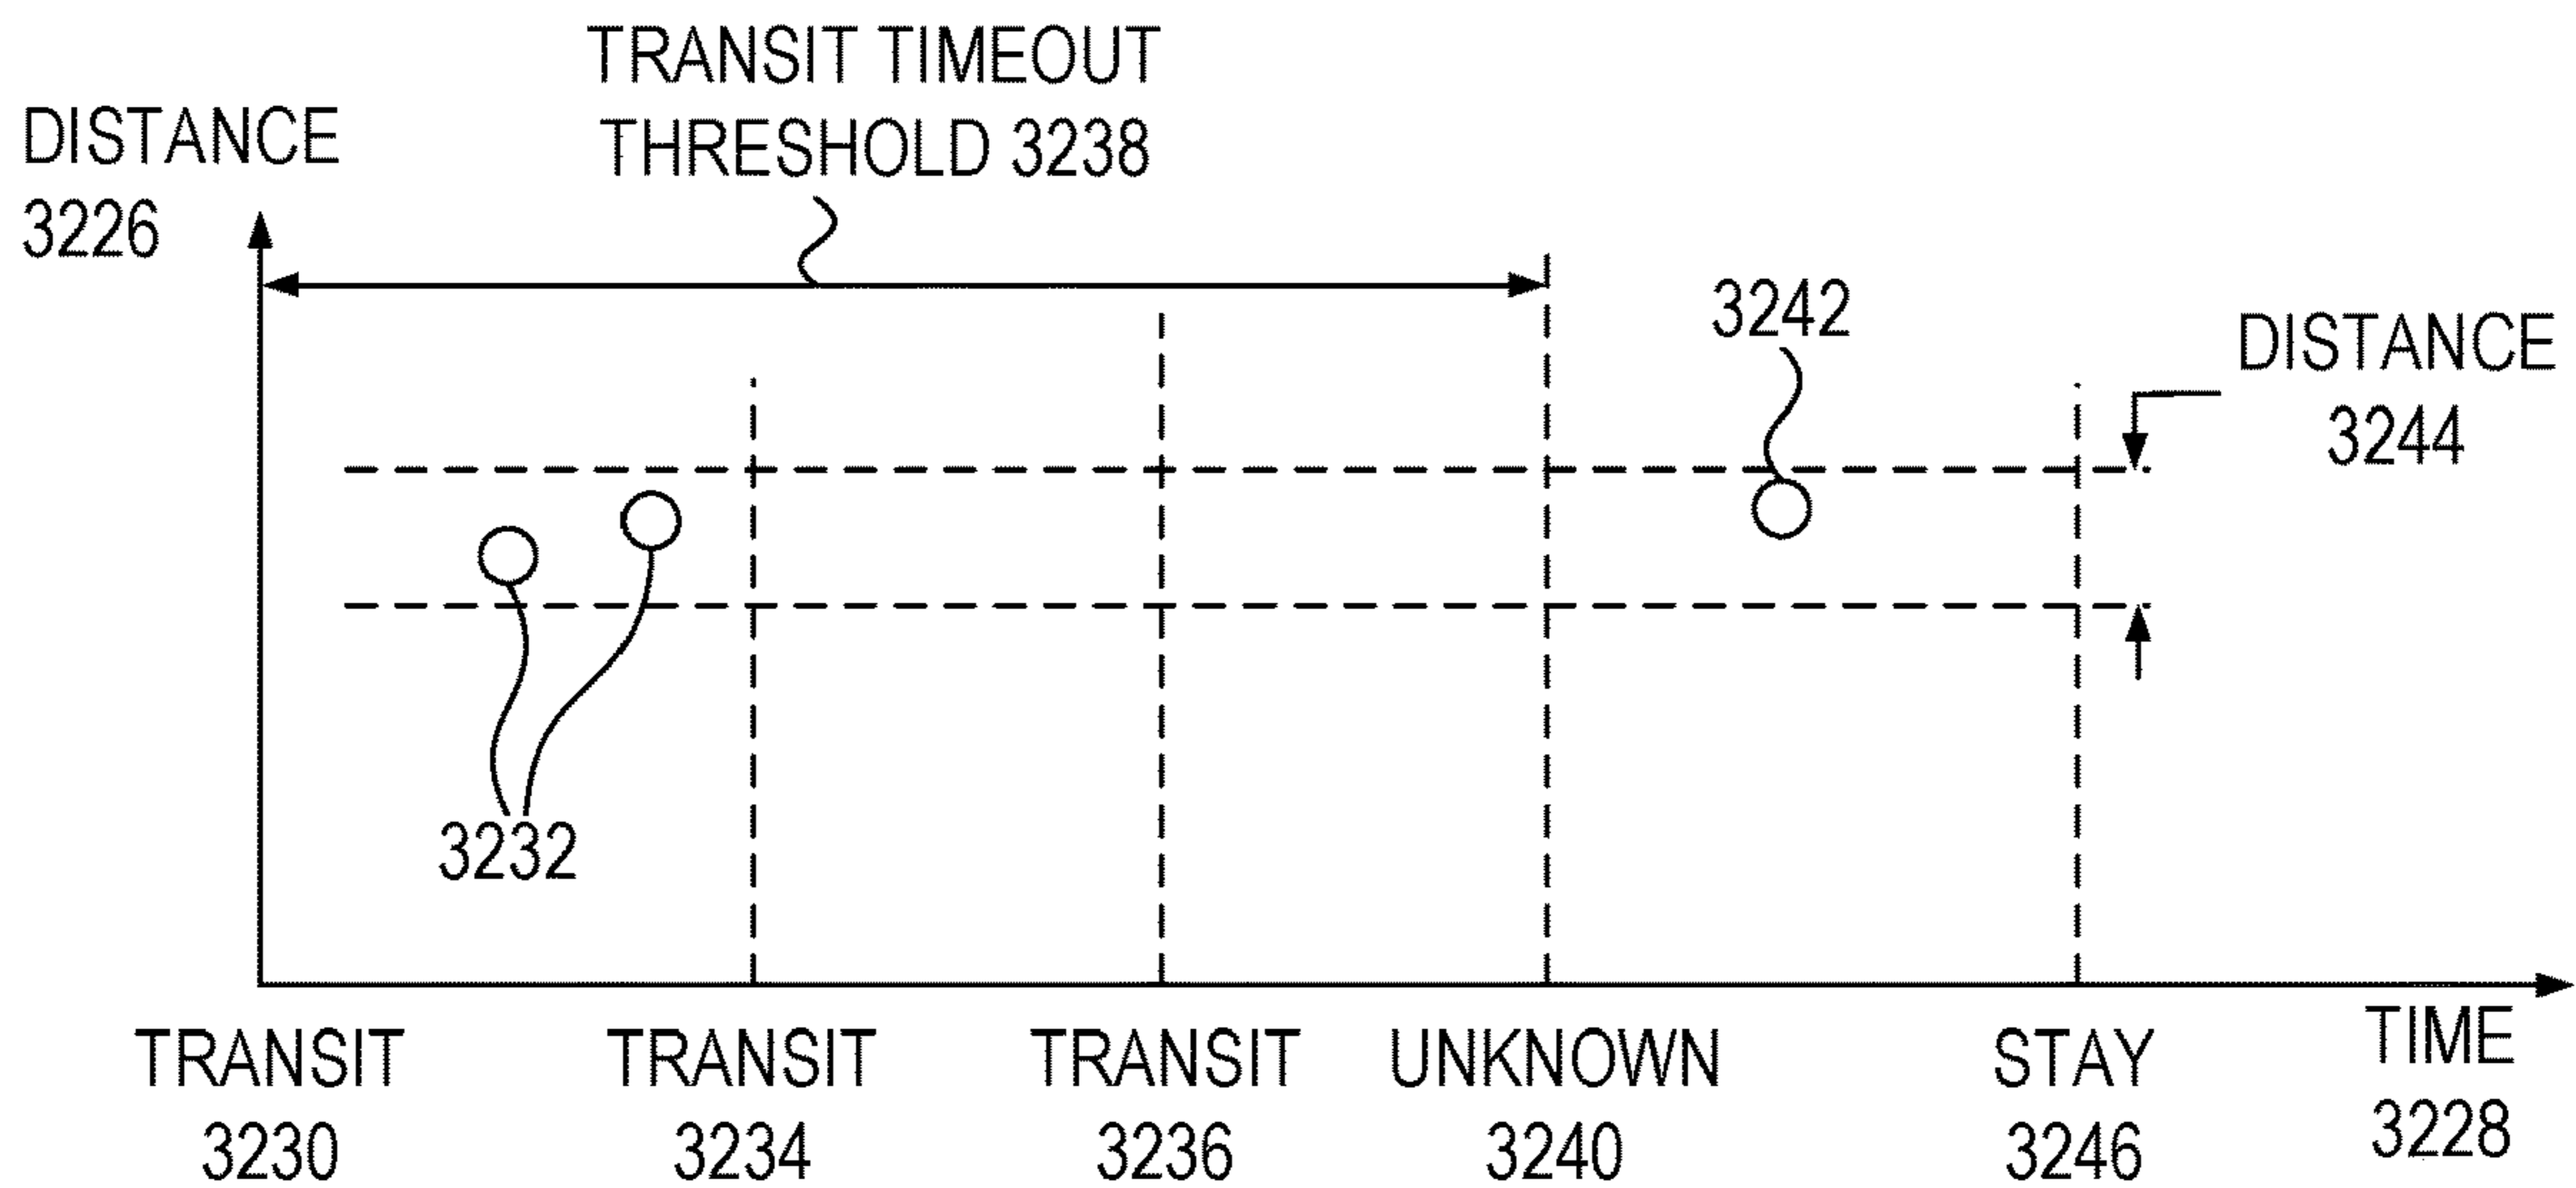 TRANSIT TIMEOUT
THRESHOLD 3238
DISTANCE
3226
3242
DISTANCE
3244
3232
TRANSIT
3230
TRANSIT
3234
TRANSIT
3236
UNKNOWN
3240
STAY
3246
TIME
3228